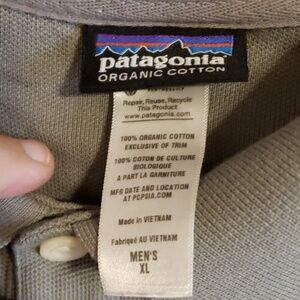 patagonia
ORGANIC COTTON
Repair, Reuse, Recycle
This Product
www.patagonia.com
100% ORGANIC COTTON
EXCLUSIVE OF TRIM
100% COTON DE CULTURE
BIOLOGIQUE
A PART LA GARNITURE
MFG DATE AND LOCATION
AT PCPSIA.COM
Made in VIETNAM
Fabriqué AU VIETNAM
MEN'S
XL